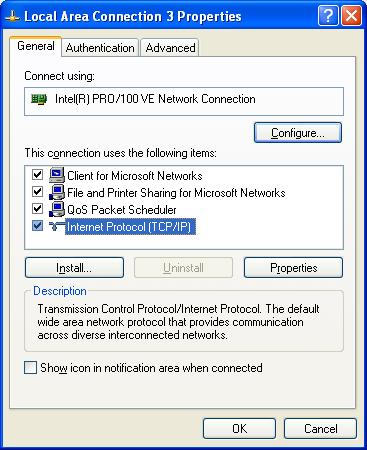 Local Area Connection 3 Properties
General
Authentication
Advanced
Connect using:
Intel(R) PRO/100 VE Network Connection
Configure...
This connection uses the following items:
Client for Microsoft Networks
File and Printer Sharing for Microsoft Networks
QoS Packet Scheduler
Internet Protocol (TCP/IP)
Install...
Uninstall
Properties
Description
Transmission Control Protocol/Internet Protocol. The default
wide area network protocol that provides communication
across diverse interconnected networks.
Show icon in notification area when connected
OK
Cancel